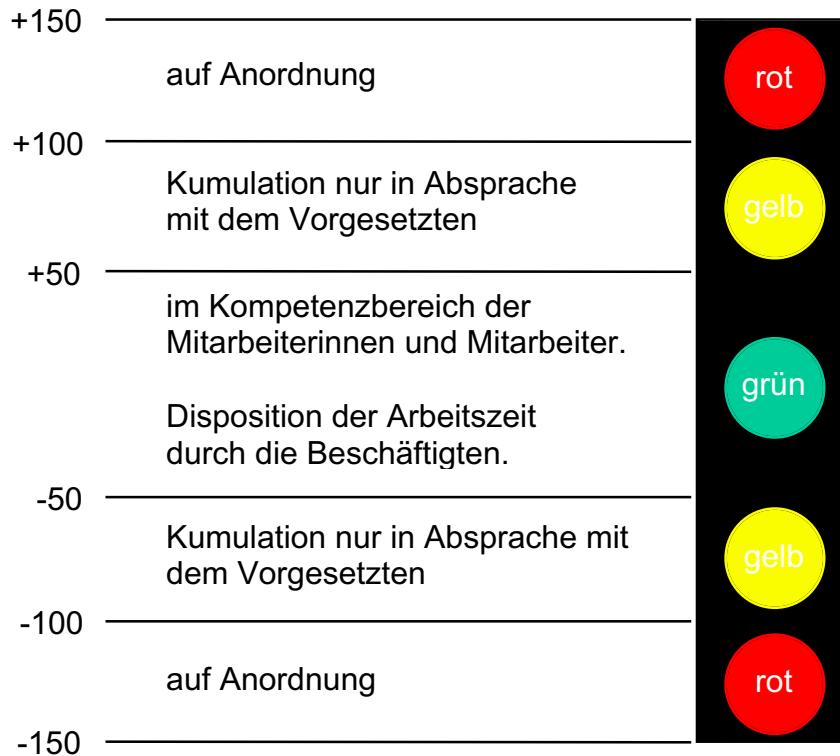 +150
auf Anordnung
rot
+100
Kumulation nur in Absprache
mit dem Vorgesetzten
gelb
+50
im Kompetenzbereich der
Mitarbeiterinnen und Mitarbeiter.
grün
Disposition der Arbeitszeit
durch die Beschäftigten.
-50
Kumulation nur in Absprache mit
dem Vorgesetzten
gelb
-100
auf Anordnung
rot
-150